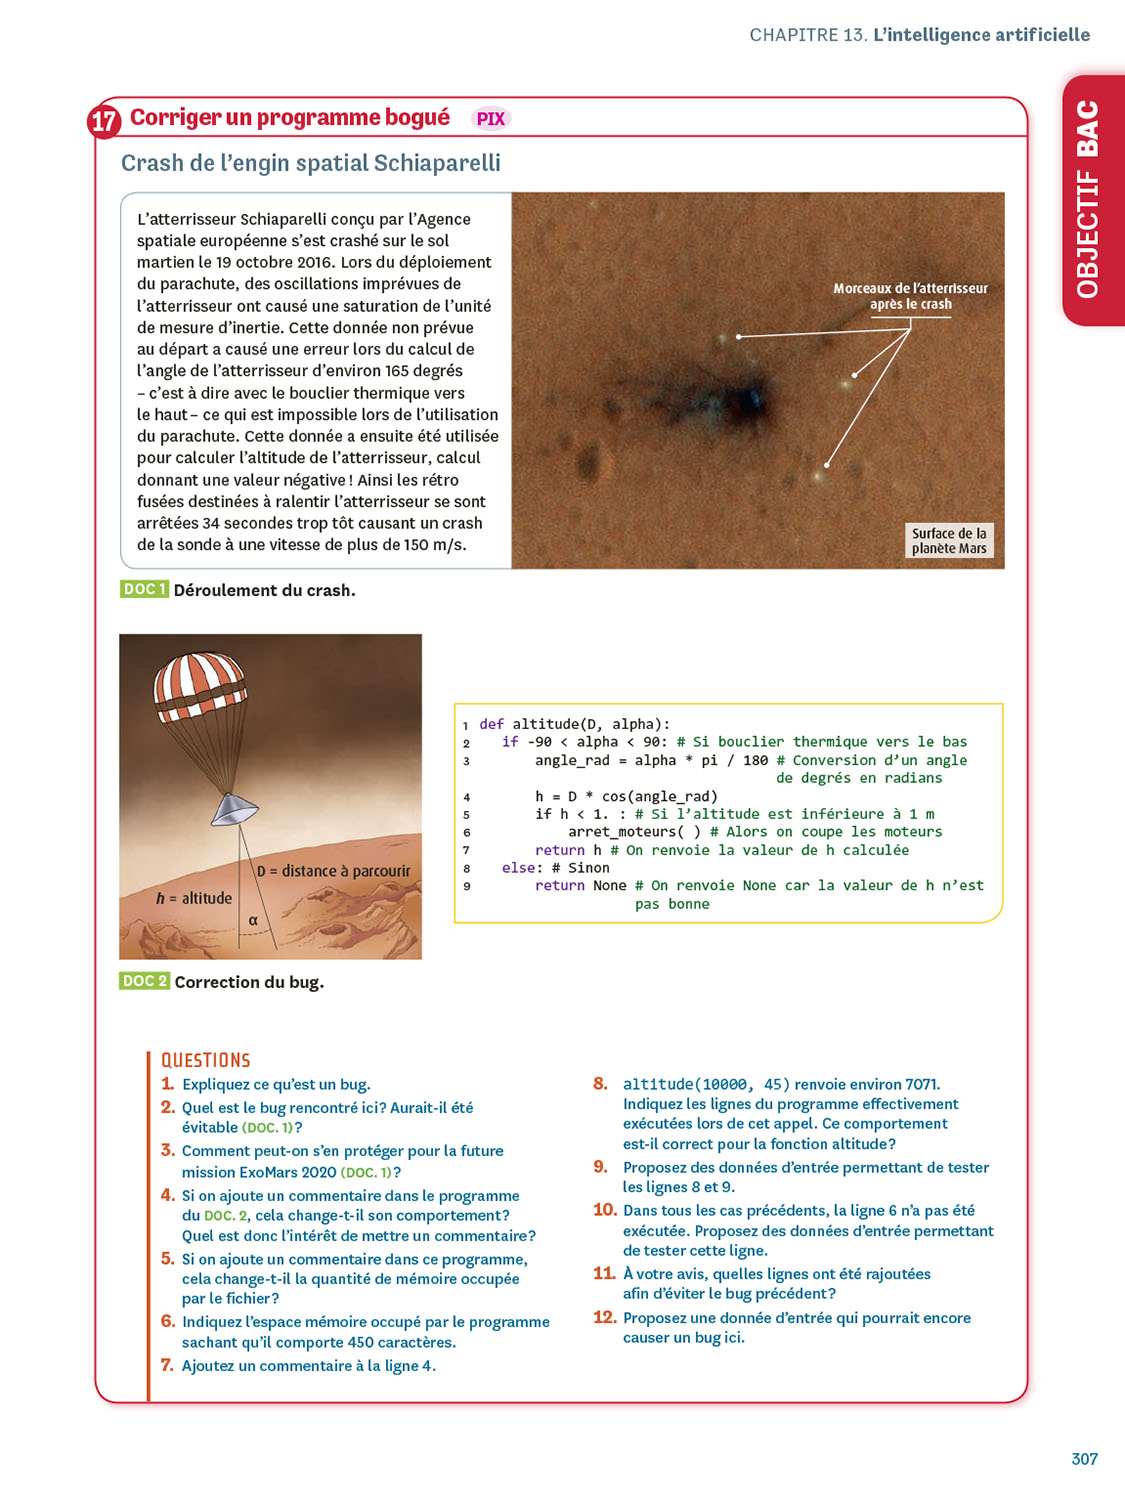 CHAPITRE 13. L'intelligence artificielle
OBJECTIF BAC
17 Corriger un programme bogué PIX
Crash de l'engin spatial Schiaparelli
L'atterrisseur Schiaparelli conçu par l'Agence
spatiale européenne s'est crashé sur le sol
martien le 19 octobre 2016. Lors du déploiement
du parachute, des oscillations imprévues de
l'atterrisseur ont causé une saturation de l'unité
de mesure d'inertie. Cette donnée non prévue
au départ a causé une erreur lors du calcul de
l'angle de l'atterrisseur d'environ 165 degrés
– c'est à dire avec le bouclier thermique vers
le haut – ce qui est impossible lors de l'utilisation
du parachute. Cette donnée a ensuite été utilisée
pour calculer l'altitude de l'atterrisseur, calcul
donnant une valeur négative ! Ainsi les rétro
fusées destinées à ralentir l'atterrisseur se sont
arrêtées 34 secondes trop tôt causant un crash
de la sonde à une vitesse de plus de 150 m/s.
Morceaux de l'atterrisseur
après le crash
Surface de la
planète Mars
DOC 1 Déroulement du crash.
D = distance à parcourir
h = altitude
α
1 def altitude(D, alpha):
2 if -90 < alpha < 90: # Si bouclier thermique vers le bas
3 angle_rad = alpha * pi / 180 # Conversion d'un angle
de degrés en radians
4 h = D * cos(angle_rad)
5 if h < 1. : # Si l'altitude est inférieure à 1 m
6 arret_moteurs( ) # Alors on coupe les moteurs
7 return h # On renvoie la valeur de h calculée
8 else: # Sinon
9 return None # On renvoie None car la valeur de h n'est
pas bonne
DOC 2 Correction du bug.
QUESTIONS
1. Expliquez ce qu'est un bug.
2. Quel est le bug rencontré ici ? Aurait-il été
évitable (DOC. 1) ?
3. Comment peut-on s'en protéger pour la future
mission ExoMars 2020 (DOC. 1) ?
4. Si on ajoute un commentaire dans le programme
du DOC. 2, cela change-t-il son comportement ?
Quel est donc l'intérêt de mettre un commentaire ?
5. Si on ajoute un commentaire dans ce programme,
cela change-t-il la quantité de mémoire occupée
par le fichier ?
6. Indiquez l'espace mémoire occupé par le programme
sachant qu'il comporte 450 caractères.
7. Ajoutez un commentaire à la ligne 4.
8. altitude(10000, 45) renvoie environ 7071.
Indiquez les lignes du programme effectivement
exécutées lors de cet appel. Ce comportement
est-il correct pour la fonction altitude ?
9. Proposez des données d'entrée permettant de tester
les lignes 8 et 9.
10. Dans tous les cas précédents, la ligne 6 n'a pas été
exécutée. Proposez des données d'entrée permettant
de tester cette ligne.
11. À votre avis, quelles lignes ont été rajoutées
afin d'éviter le bug précédent ?
12. Proposez une donnée d'entrée qui pourrait encore
causer un bug ici.
307